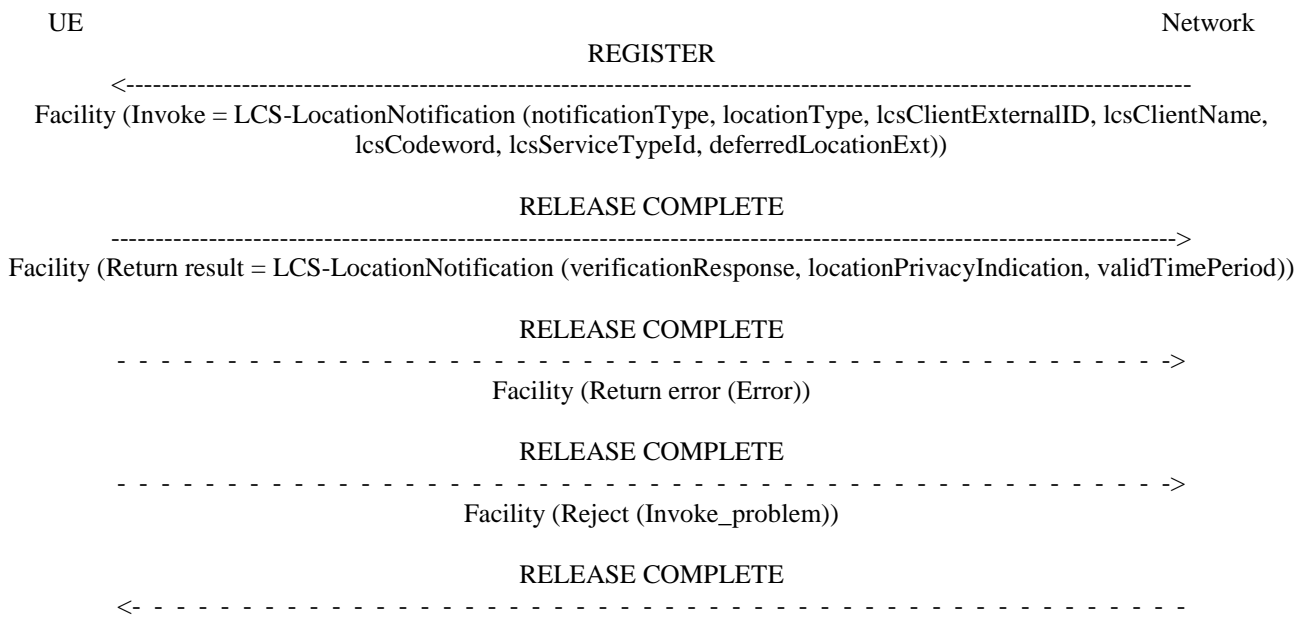 UE Network
REGISTER
Facility (Invoke = LCS-LocationNotification (notificationType, locationType, lcsClientExternalID, lcsClientName,
lcsCodeword, lcsServiceTypeId, deferredLocationExt))
RELEASE COMPLETE
Facility (Return result = LCS-LocationNotification (verificationResponse, locationPrivacyIndication, validTimePeriod))
RELEASE COMPLETE
Facility (Return error (Error))
RELEASE COMPLETE
Facility (Reject (Invoke_problem))
RELEASE COMPLETE